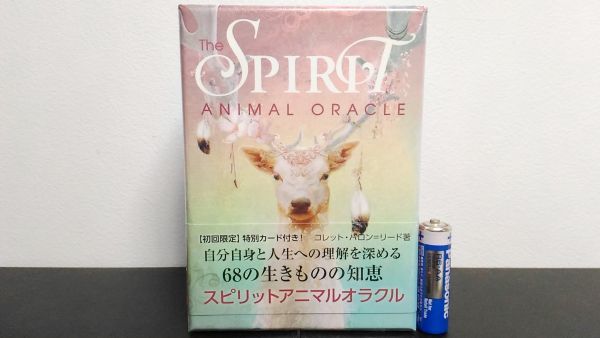 The
SPIRIT
ANIMAL ORACLE
【初回限定】特別カード付き! コレット・バロン=リード著
自分自身と人生への理解を深める
68の生きものの知恵
スピリットアニマルオラクル
Panasonic